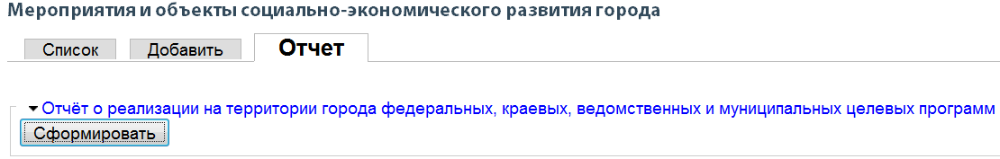 Мероприятия и объекты социально-экономического развития города
Список Добавить Отчет
Отчёт о реализации на территории города федеральных, краевых, ведомственных и муниципальных целевых программ
Сформировать